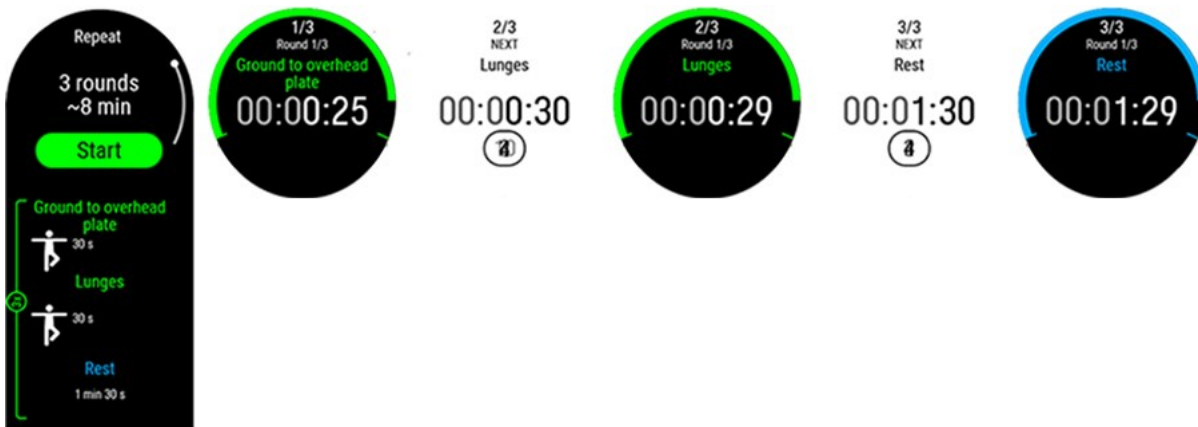 Repeat
3 rounds
~8 min
Start
Ground to overhead
plate
30 s
Lunges
30 s
Rest
1 min 30 s
1/3
Round 1/3
Ground to overhead
plate
00:00:25
2/3
NEXT
Lunges
00:00:30
2/3
Round 1/3
Lunges
00:00:29
3/3
NEXT
Rest
00:01:30
3/3
Round 1/3
Rest
00:01:29